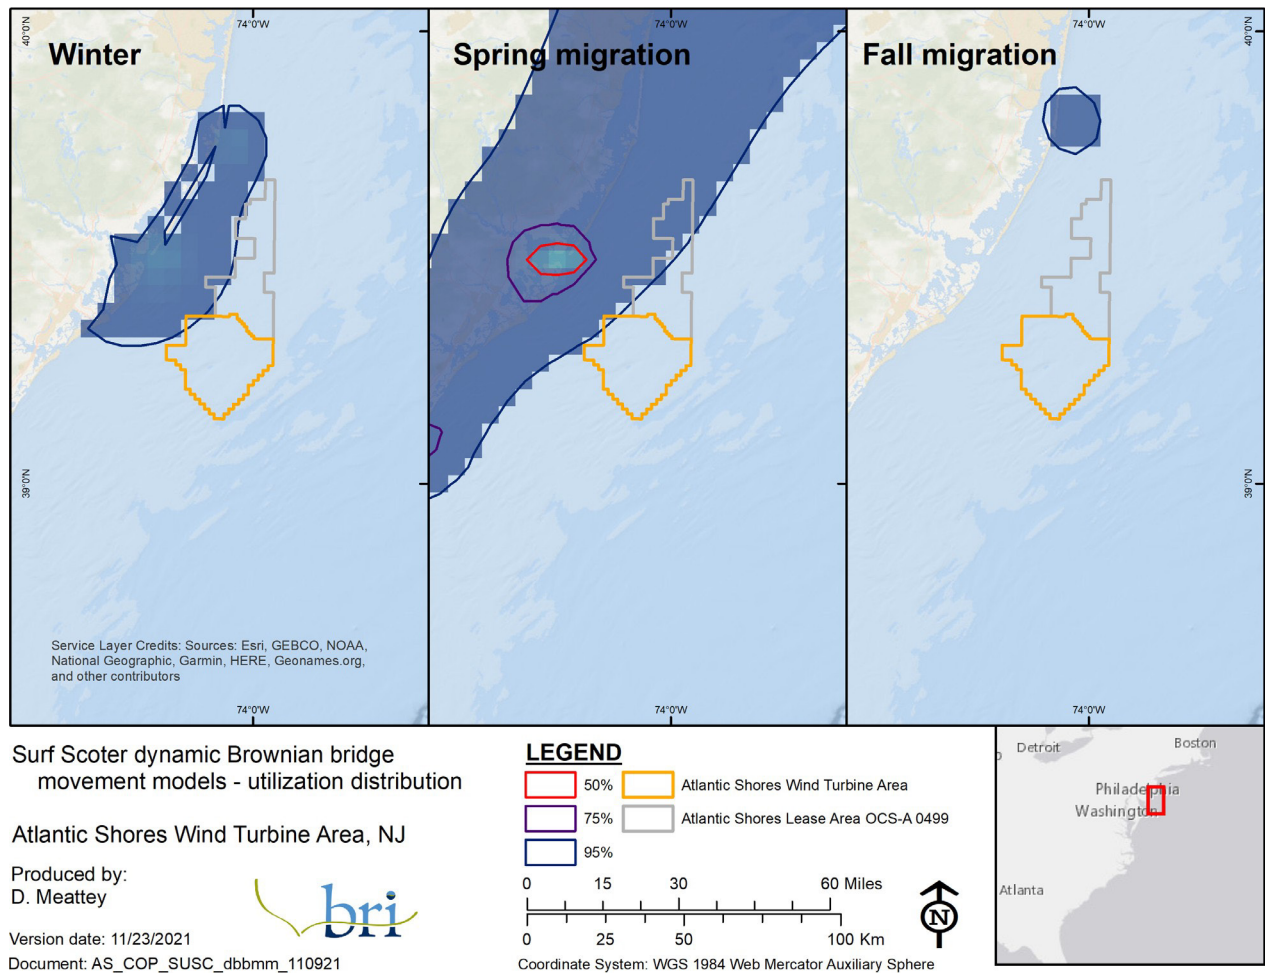 74°0'W
74°0'W
74°0'W
40°0'N
40°0'N
Winter
Spring migration
Fall migration
39°0'N
39°0'N
Service Layer Credits: Sources: Esri, GEBCO, NOAA,
National Geographic, Garmin, HERE, Geonames.org,
and other contributors
74°0'W
74°0'W
74°0'W
Surf Scoter dynamic Brownian bridge
movement models - utilization distribution
Atlantic Shores Wind Turbine Area, NJ
Produced by:
D. Meattey
bri
Version date: 11/23/2021
Document: AS_COP_SUSC_dbbmm_110921
LEGEND
50%
Atlantic Shores Wind Turbine Area
75%
Atlantic Shores Lease Area OCS-A 0499
95%
0 15 30 60 Miles
0 25 50 100 Km
N
Coordinate System: WGS 1984 Web Mercator Auxiliary Sphere
Detroit
Boston
Philadelphia
Washington
Atlanta